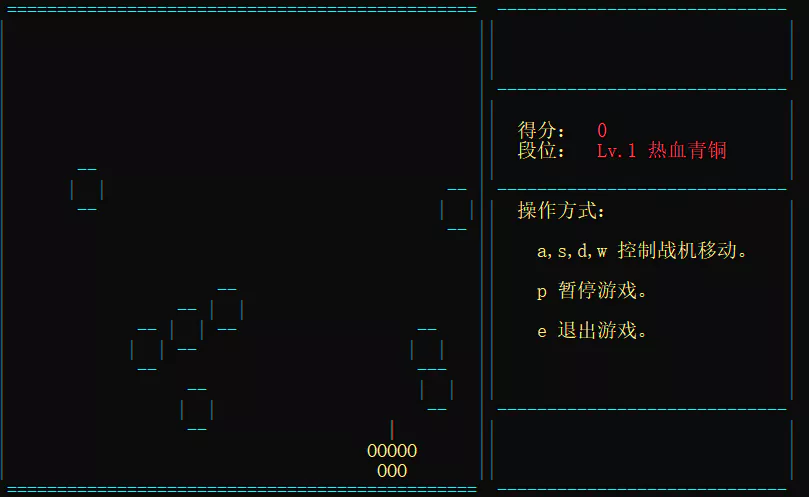 得分： 0
段位： Lv.1 热血青铜
操作方式：
a,s,d,w 控制战机移动。
p 暂停游戏。
e 退出游戏。
00000
000